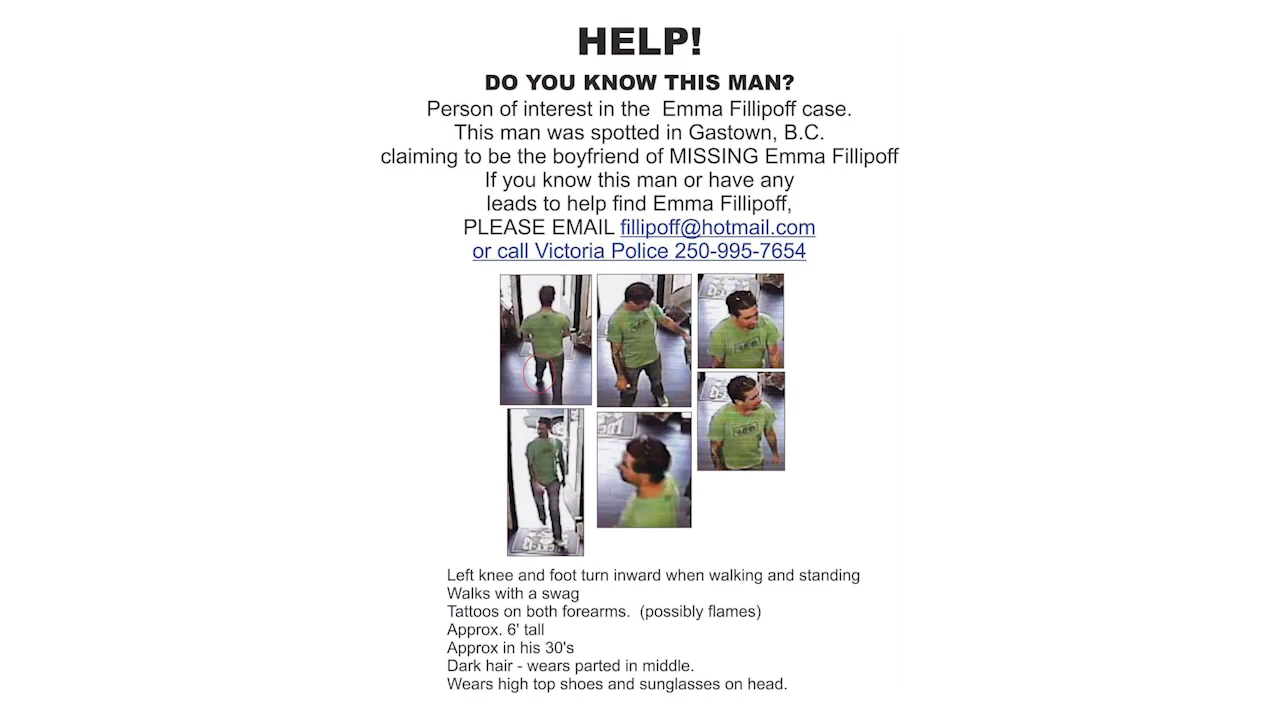 HELP!
DO YOU KNOW THIS MAN?
Person of interest in the  Emma Fillipoff case.
This man was spotted in Gastown, B.C.
claiming to be the boyfriend of MISSING Emma Fillipoff
If you know this man or have any
leads to help find Emma Fillipoff,
PLEASE EMAIL fillipoff@hotmail.com
or call Victoria Police 250-995-7654
Left knee and foot turn inward when walking and standing
Walks with a swag
Tattoos on both forearms.  (possibly flames)
Approx. 6' tall
Approx in his 30's
Dark hair - wears parted in middle.
Wears high top shoes and sunglasses on head.